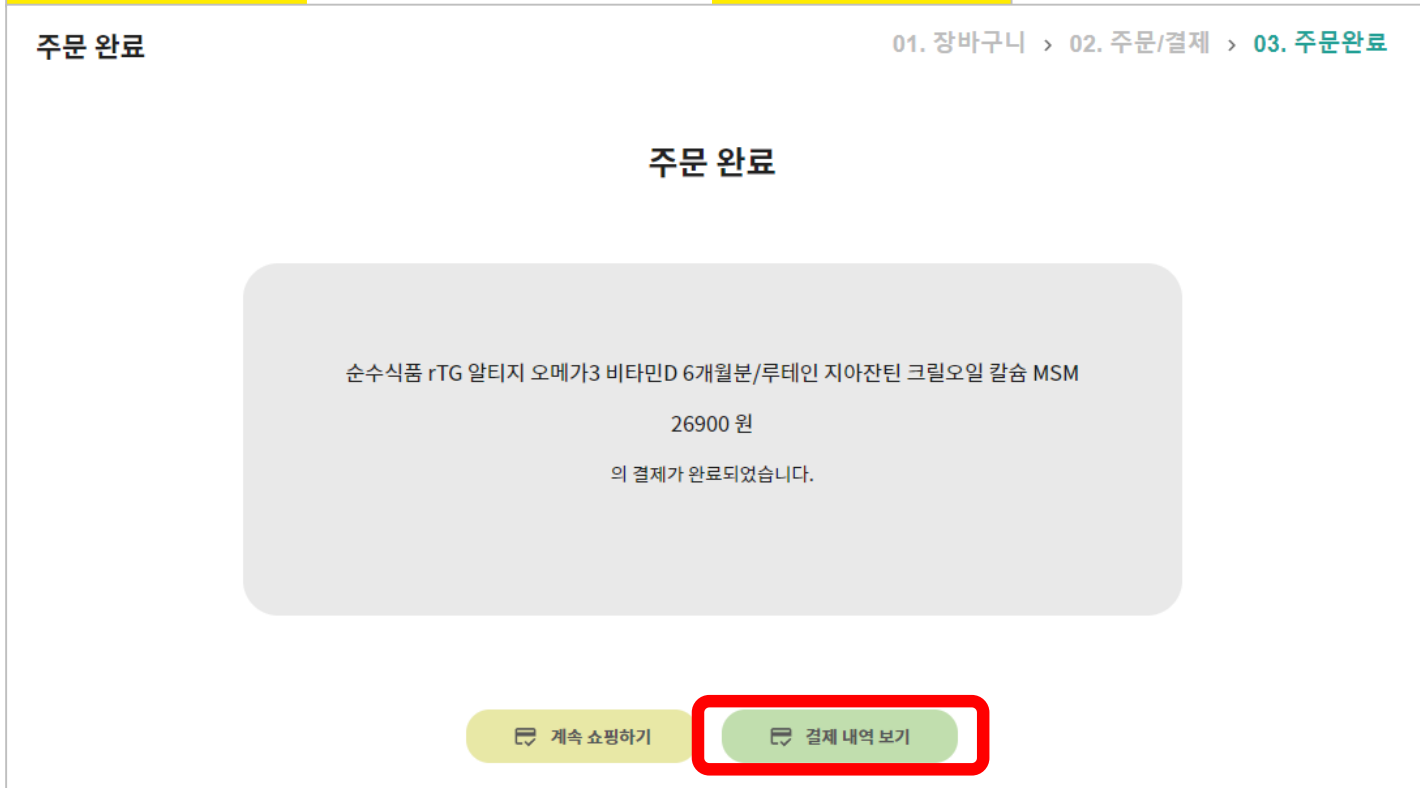 주문 완료
01. 장바구니 › 02. 주문/결제 › 03. 주문완료
주문 완료
순수식품 rTG 알티지 오메가3 비타민D 6개월분/루테인 지아잔틴 크릴오일 칼슘 MSM
26900 원
의 결제가 완료되었습니다.
계속 쇼핑하기
결제 내역 보기